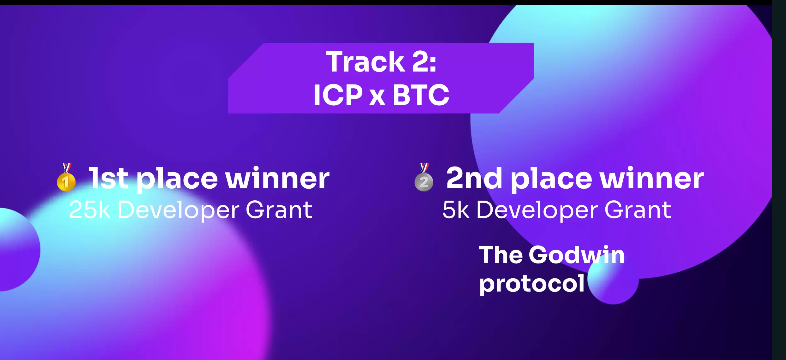 Track 2:
ICP x BTC
1st place winner
25k Developer Grant
2nd place winner
5k Developer Grant
The Godwin
protocol